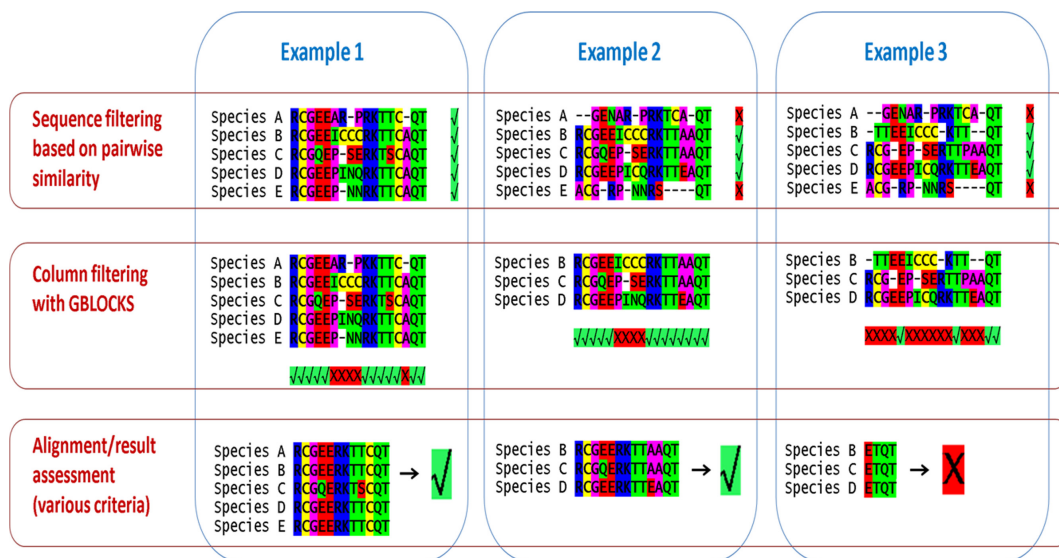 Example 1
Example 2
Example 3
Sequence filtering
based on pairwise
similarity
Species A RCGEEAR-PRKTTC-QT √
Species B RCGEEICCCRKTTCAQT √
Species C RCGQEP-SERKTSCAQT √
Species D RCGEEPINQRKTTCAQT √
Species E RCGEEP-NNRKTTCAQT √
Species A --GENAR-PRKTCA-QT X
Species B RCGEEICCCRKTTAAQT √
Species C RCGQEP-SERKTTAAQT √
Species D RCGEEPICQRKTTEAQT √
Species E ACG-RP-NNRS----QT X
Species A --GENAR-PRKTCA-QT X
Species B -TTEEICCC-KTT--QT √
Species C RCG-EP-SERTTPAAQT √
Species D RCGEEPICQRKTTEAQT √
Species E ACG-RP-NNRS----QT X
Column filtering
with GBLOCKS
Species A RCGEEAR-PKKTTC-QT
Species B RCGEEICCCRKTTCAQT
Species C RCGQEP-SERKTSCAQT
Species D RCGEEPINQRKTTCAQT
Species E RCGEEP-NNRKTTCAQT
√√√√√XXXX√√√√√X√√
Species B RCGEEICCCRKTTAAQT
Species C RCGQEP-SERKTTAAQT
Species D RCGEEPINQRKTTEAQT
√√√√√XXXX√√√√√√√√
Species B -TTEEICCC-KTT--QT
Species C RCG-EP-SERTTPAAQT
Species D RCGEEPICQRKTTEAQT
XXXX√XXXXXX√XXX√√
Alignment/result
assessment
(various criteria)
Species A RCGEERKTTCQT
Species B RCGEERKTTCQT
Species C RCGQERKTSCQT → √
Species D RCGEERKTTCQT
Species E RCGEERKTTCQT
Species B RCGEERKTTAAQT
Species C RCGQERKTTAAQT → √
Species D RCGEERKTTEAQT
Species B ETQT
Species C ETQT → X
Species D ETQT